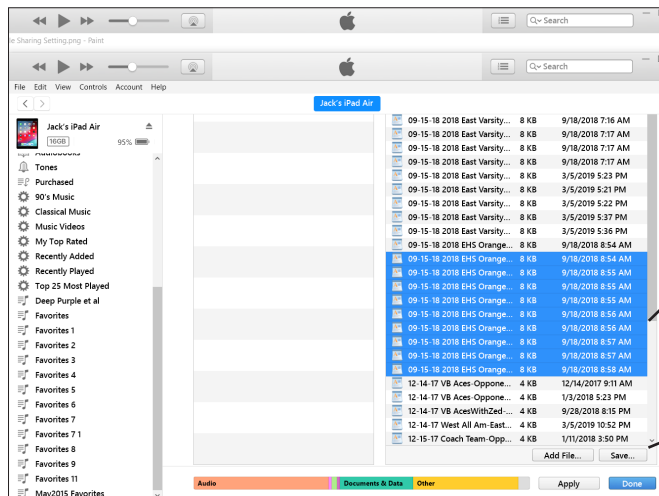 Search
le Sharing Setting.png - Paint
Search
File Edit View Controls Account Help
Jack's iPad Air
Jack's iPad Air
16GB 95%
Audiobooks
Tones
Purchased
90's Music
Classical Music
Music Videos
My Top Rated
Recently Added
Recently Played
Top 25 Most Played
Deep Purple et al
Favorites
Favorites 1
Favorites 2
Favorites 3
Favorites 4
Favorites 5
Favorites 6
Favorites 7
Favorites 7 1
Favorites 8
Favorites 9
Favorites 11
May2015 Favorites
09-15-18 2018 East Varsity... 8 KB 9/18/2018 7:16 AM
09-15-18 2018 East Varsity... 8 KB 9/18/2018 7:17 AM
09-15-18 2018 East Varsity... 8 KB 9/18/2018 7:17 AM
09-15-18 2018 East Varsity... 8 KB 9/18/2018 7:17 AM
09-15-18 2018 East Varsity... 8 KB 3/5/2019 5:23 PM
09-15-18 2018 East Varsity... 8 KB 3/5/2019 5:21 PM
09-15-18 2018 East Varsity... 8 KB 3/5/2019 5:22 PM
09-15-18 2018 East Varsity... 8 KB 3/5/2019 5:37 PM
09-15-18 2018 East Varsity... 8 KB 3/5/2019 5:36 PM
09-15-18 2018 EHS Orange... 8 KB 9/18/2018 8:54 AM
09-15-18 2018 EHS Orange... 8 KB 9/18/2018 8:54 AM
09-15-18 2018 EHS Orange... 8 KB 9/18/2018 8:55 AM
09-15-18 2018 EHS Orange... 8 KB 9/18/2018 8:55 AM
09-15-18 2018 EHS Orange... 8 KB 9/18/2018 8:56 AM
09-15-18 2018 EHS Orange... 8 KB 9/18/2018 8:56 AM
09-15-18 2018 EHS Orange... 8 KB 9/18/2018 8:56 AM
09-15-18 2018 EHS Orange... 8 KB 9/18/2018 8:57 AM
09-15-18 2018 EHS Orange... 8 KB 9/18/2018 8:57 AM
09-15-18 2018 EHS Orange... 8 KB 9/18/2018 8:58 AM
12-14-17 VB Aces-Oppone... 4 KB 12/14/2017 9:11 AM
12-14-17 VB Aces-Oppone... 4 KB 1/3/2018 5:23 PM
12-14-17 VB AcesWithZed-... 4 KB 9/28/2018 8:15 PM
12-14-17 West All Am-East... 4 KB 3/5/2019 10:52 PM
12-15-17 Coach Team-Opp... 4 KB 1/11/2018 3:50 PM
Add File... Save...
Audio Documents & Data Other Apply Done